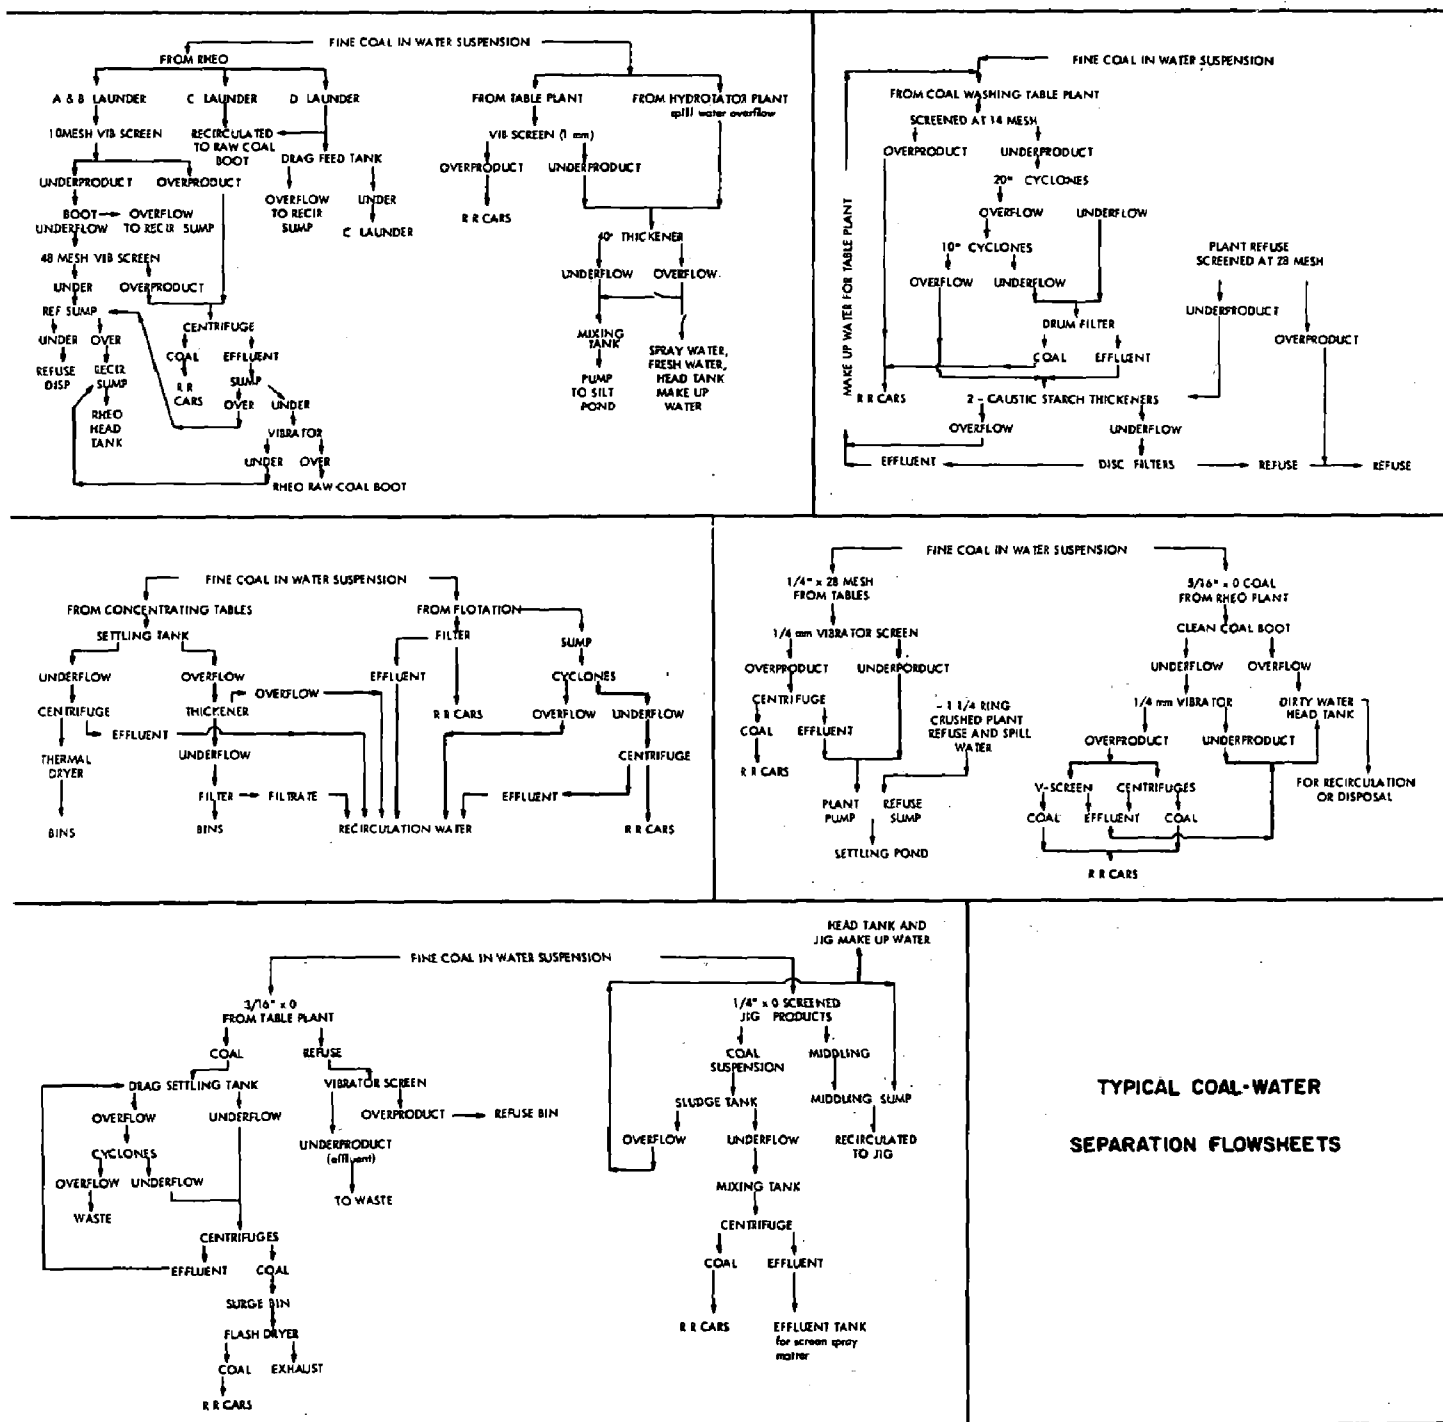 FINE COAL IN WATER SUSPENSION
FROM RHEO
A & B LAUNDER
C LAUNDER
D LAUNDER
10MESH VIB SCREEN
RECIRCULATED
TO RAW COAL
BOOT
DRAG FEED TANK
UNDERPRODUCT
OVERPRODUCT
OVERFLOW
TO RECIR
SUMP
UNDER
C LAUNDER
BOOT
UNDERFLOW
OVERFLOW
TO RECIR SUMP
48 MESH VIB SCREEN
UNDER
OVERPRODUCT
REF SUMP
CENTRIFUGE
UNDER
OVER
COAL
EFFLUENT
REFUSE
DISP
RECIR
SUMP
R R
CARS
SUMP
OVER
UNDER
RHEO
HEAD
TANK
VIBRATOR
UNDER
OVER
RHEO RAW COAL BOOT
FROM TABLE PLANT
FROM HYDROTATOR PLANT
spill water overflow
VIB SCREEN (1 mm)
OVERPRODUCT
UNDERPRODUCT
R R CARS
40' THICKENER
UNDERFLOW
OVERFLOW
MIXING
TANK
SPRAY WATER,
FRESH WATER,
HEAD TANK
MAKE UP
WATER
PUMP
TO SILT
POND
FINE COAL IN WATER SUSPENSION
FROM COAL WASHING TABLE PLANT
SCREENED AT 14 MESH
OVERPRODUCT
UNDERPRODUCT
20" CYCLONES
OVERFLOW
UNDERFLOW
10" CYCLONES
OVERFLOW
UNDERFLOW
PLANT REFUSE
SCREENED AT 28 MESH
UNDERPRODUCT
OVERPRODUCT
DRUM FILTER
COAL
EFFLUENT
MAKE UP WATER FOR TABLE PLANT
R R CARS
2 - CAUSTIC STARCH THICKENERS
OVERFLOW
UNDERFLOW
EFFLUENT
DISC FILTERS
REFUSE
REFUSE
FINE COAL IN WATER SUSPENSION
FROM CONCENTRATING TABLES
FROM FLOTATION
SETTLING TANK
FILTER
SUMP
UNDERFLOW
OVERFLOW
EFFLUENT
CYCLONES
OVERFLOW
CENTRIFUGE
THICKENER
R R CARS
OVERFLOW
UNDERFLOW
EFFLUENT
THERMAL
DRYER
UNDERFLOW
CENTRIFUGE
FILTER
FILTRATE
EFFLUENT
BINS
BINS
RECIRCULATION WATER
R R CARS
FINE COAL IN WATER SUSPENSION
1/4" x 28 MESH
FROM TABLES
5/16" x 0 COAL
FROM RHEO PLANT
1/4 mm VIBRATOR SCREEN
CLEAN COAL BOOT
OVERPRODUCT
UNDERPORDUCT
UNDERFLOW
OVERFLOW
CENTRIFUGE
- 1 1/4 RING
CRUSHED PLANT
REFUSE AND SPILL
WATER
1/4 mm VIBRATOR
DIRTY WATER
HEAD TANK
COAL
EFFLUENT
OVERPRODUCT
UNDERPRODUCT
R R CARS
V-SCREEN
CENTRIFUGES
FOR RECIRCULATION
OR DISPOSAL
PLANT
PUMP
REFUSE
SUMP
COAL
EFFLUENT
COAL
SETTLING POND
R R CARS
FINE COAL IN WATER SUSPENSION
HEAD TANK AND
JIG MAKE UP WATER
3/16" x 0
FROM TABLE PLANT
1/4" x 0 SCREENED
JIG PRODUCTS
COAL
REFUSE
DRAG SETTLING TANK
VIBRATOR SCREEN
OVERFLOW
UNDERFLOW
OVERPRODUCT
REFUSE BIN
CYCLONES
UNDERPRODUCT
(effluent)
OVERFLOW
UNDERFLOW
TO WASTE
WASTE
CENTRIFUGES
EFFLUENT
COAL
SURGE BIN
FLASH DRYER
COAL
EXHAUST
R R CARS
COAL
SUSPENSION
MIDDLING
SLUDGE TANK
MIDDLING SUMP
OVERFLOW
UNDERFLOW
RECIRCULATED
TO JIG
MIXING TANK
CENTRIFUGE
COAL
EFFLUENT
R R CARS
EFFLUENT TANK
for screen spray
matter
TYPICAL COAL-WATER
SEPARATION FLOWSHEETS